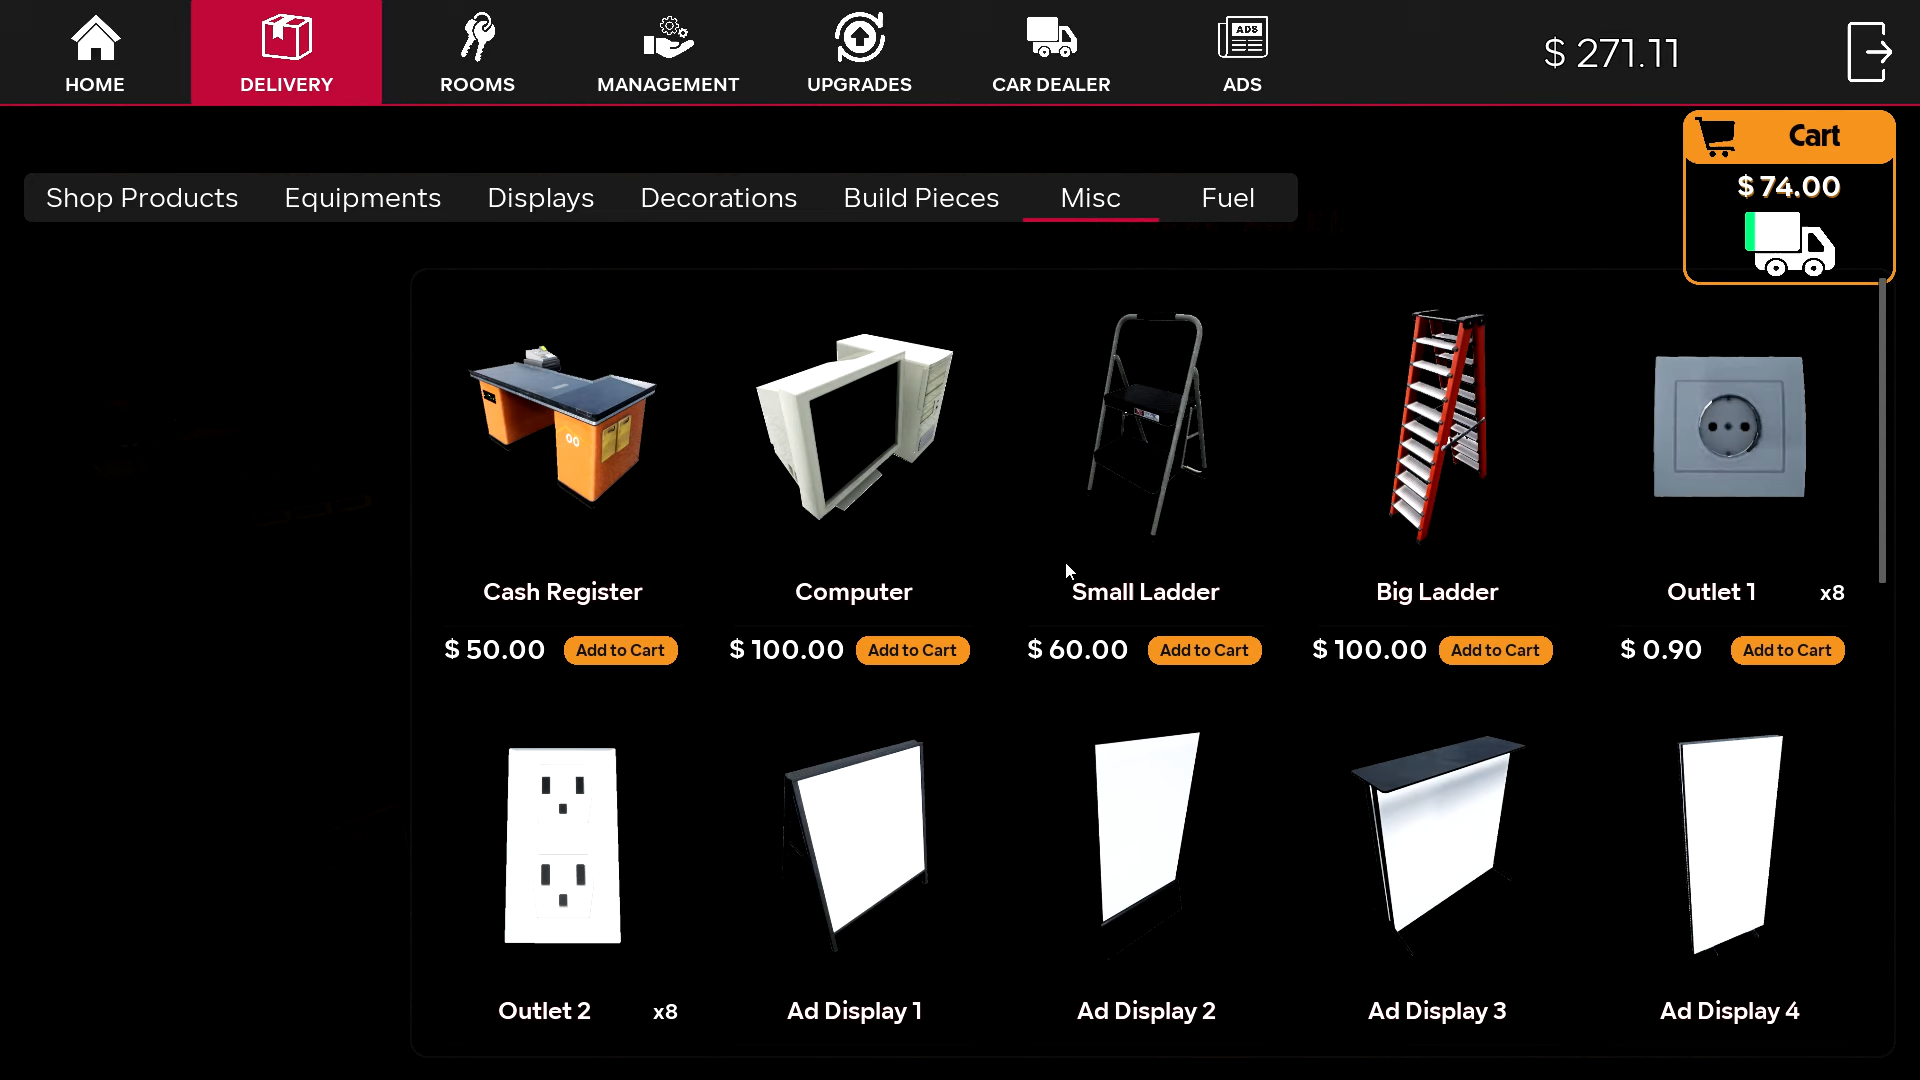 HOME
DELIVERY
ROOMS
MANAGEMENT
UPGRADES
CAR DEALER
ADS
ADS
$ 271.11
Cart
$ 74.00
Shop Products
Equipments
Displays
Decorations
Build Pieces
Misc
Fuel
00
Cash Register
Computer
Small Ladder
Big Ladder
Outlet 1 x8
$ 50.00 Add to Cart
$ 100.00 Add to Cart
$ 60.00 Add to Cart
$ 100.00 Add to Cart
$ 0.90 Add to Cart
Outlet 2 x8
Ad Display 1
Ad Display 2
Ad Display 3
Ad Display 4